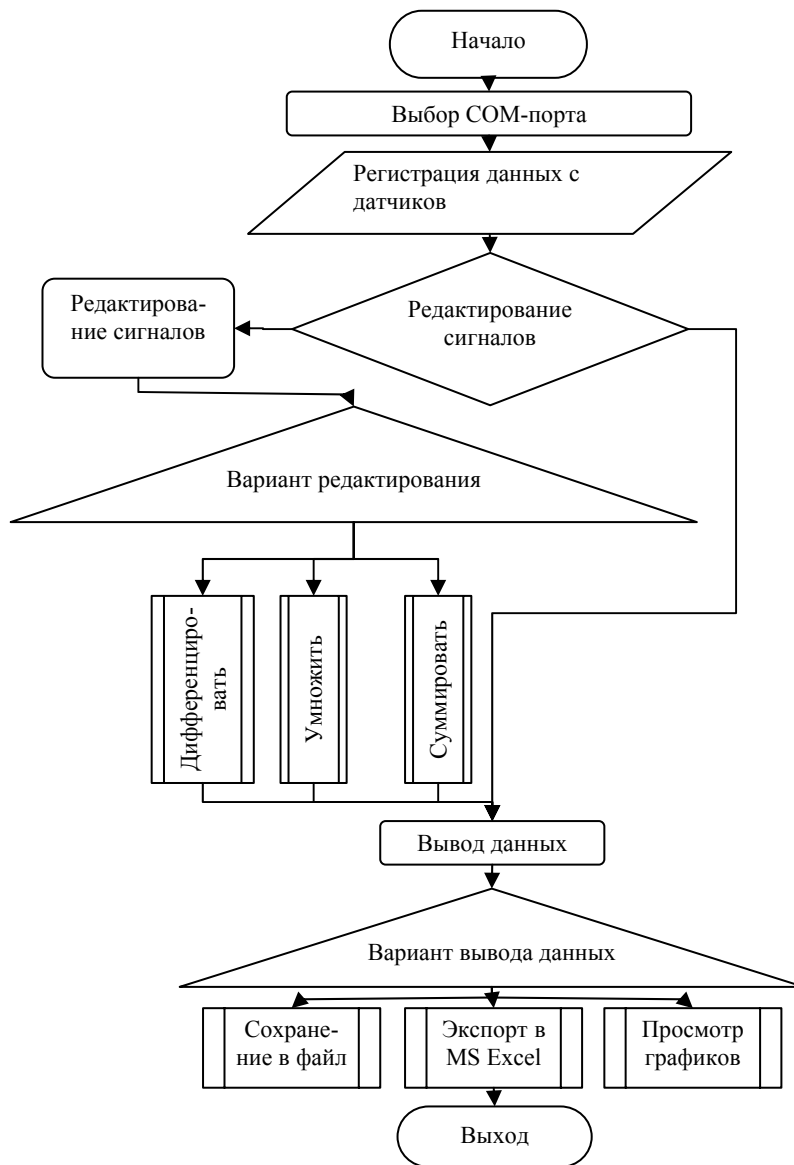 Начало
Выбор COM-порта
Регистрация данных с
датчиков
Редактирова-
ние сигналов
Редактирование
сигналов
Вариант редактирования
Дифференциро-
вать
Умножить
Суммировать
Вывод данных
Вариант вывода данных
Сохране-
ние в файл
Экспорт в
MS Excel
Просмотр
графиков
Выход